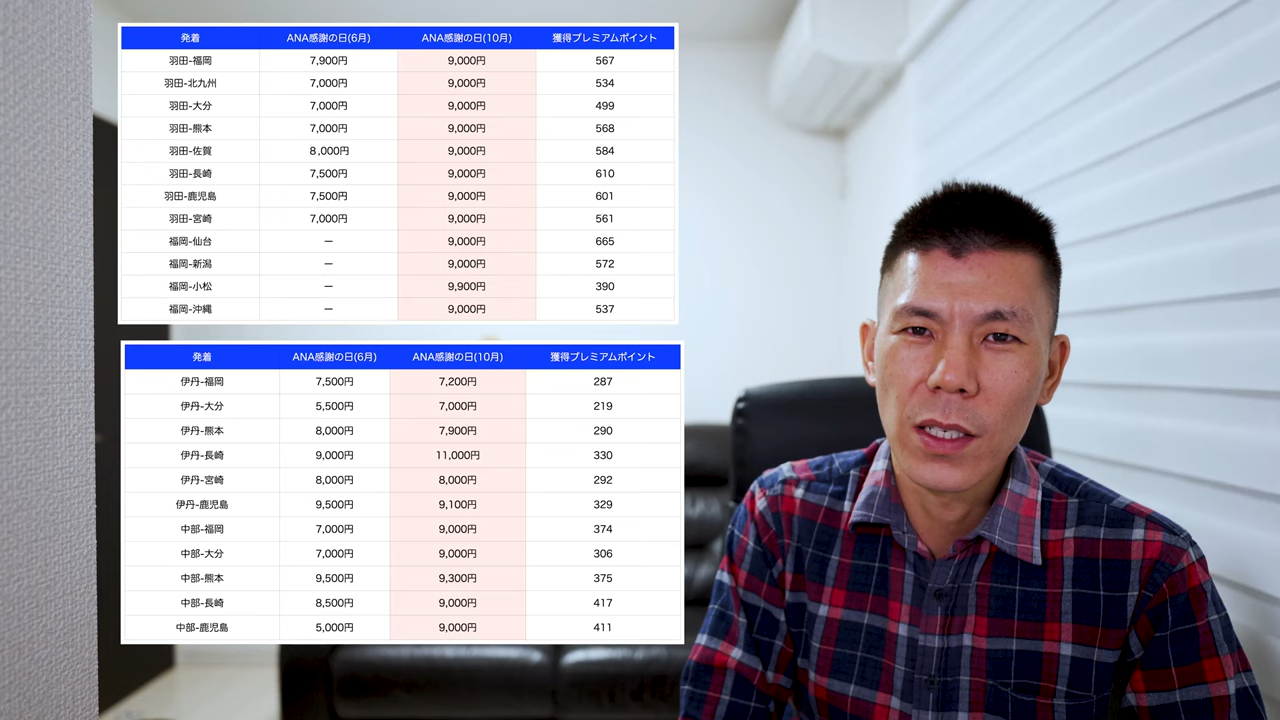 発着 ANA感謝の日(6月) ANA感謝の日(10月) 獲得プレミアムポイント
羽田-福岡 7,900円 9,000円 567
羽田-北九州 7,000円 9,000円 534
羽田-大分 7,000円 9,000円 499
羽田-熊本 7,000円 9,000円 568
羽田-佐賀 8,000円 9,000円 584
羽田-長崎 7,500円 9,000円 610
羽田-鹿児島 7,500円 9,000円 601
羽田-宮崎 7,000円 9,000円 561
福岡-仙台 ー 9,000円 665
福岡-新潟 ー 9,000円 572
福岡-小松 ー 9,900円 390
福岡-沖縄 ー 9,000円 537
発着 ANA感謝の日(6月) ANA感謝の日(10月) 獲得プレミアムポイント
伊丹-福岡 7,500円 7,200円 287
伊丹-大分 5,500円 7,000円 219
伊丹-熊本 8,000円 7,900円 290
伊丹-長崎 9,000円 11,000円 330
伊丹-宮崎 8,000円 8,000円 292
伊丹-鹿児島 9,500円 9,100円 329
中部-福岡 7,000円 9,000円 374
中部-大分 7,000円 9,000円 306
中部-熊本 9,500円 9,300円 375
中部-長崎 8,500円 9,000円 417
中部-鹿児島 5,000円 9,000円 411